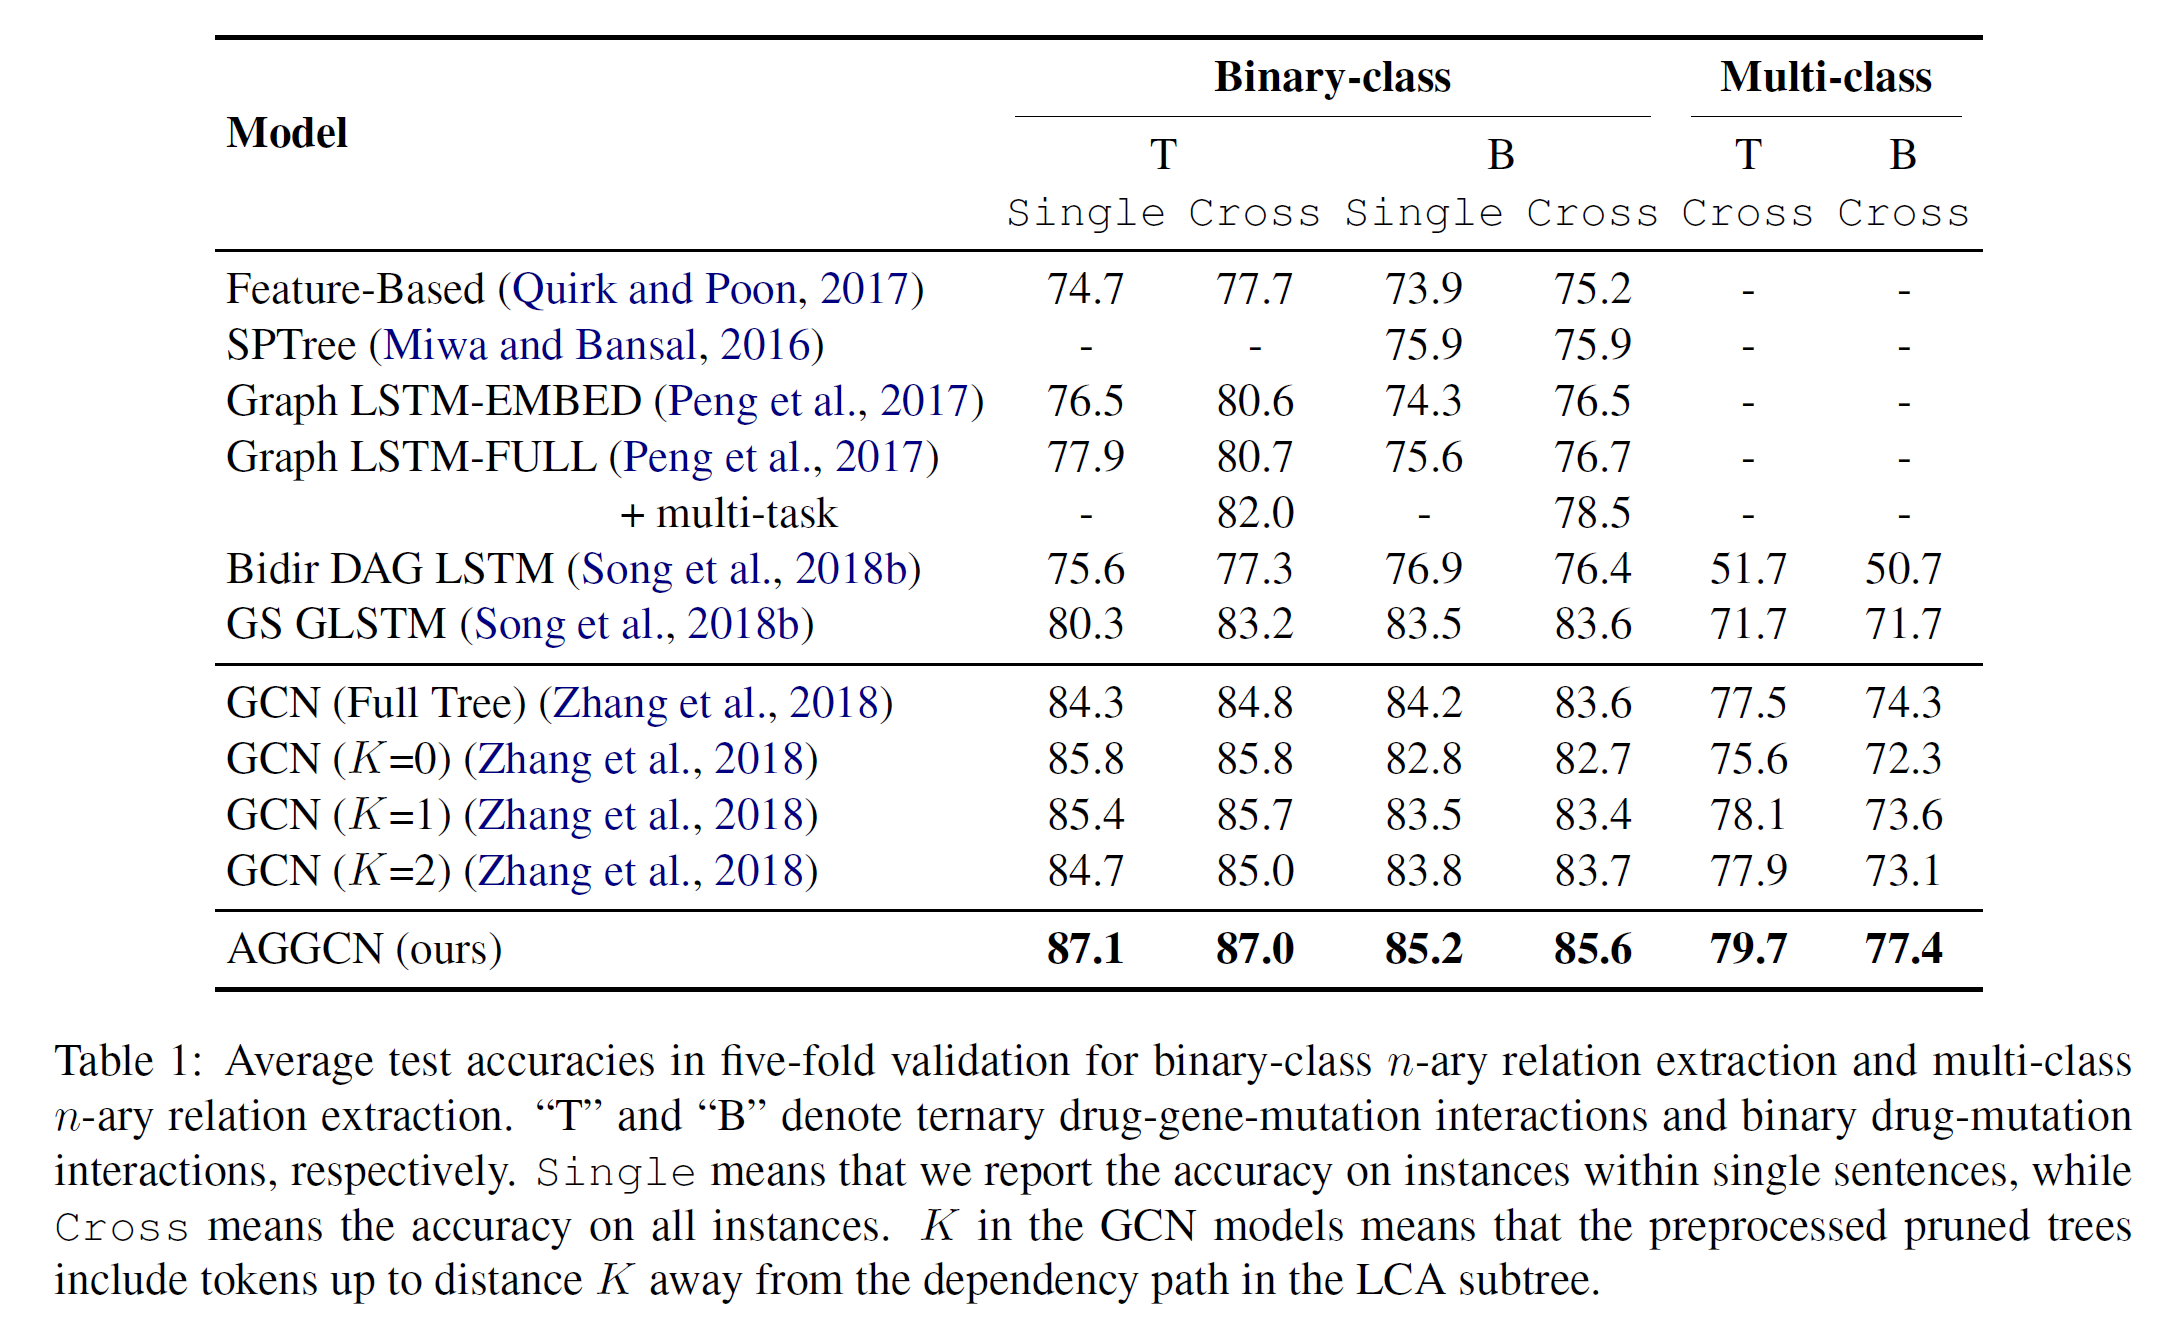 Model Binary-class Multi-class
T B T B
Single Cross Single Cross Cross Cross
Feature-Based (Quirk and Poon, 2017) 74.7 77.7 73.9 75.2 - -
SPTree (Miwa and Bansal, 2016) - - 75.9 75.9 - -
Graph LSTM-EMBED (Peng et al., 2017) 76.5 80.6 74.3 76.5 - -
Graph LSTM-FULL (Peng et al., 2017) 77.9 80.7 75.6 76.7 - -
+ multi-task - 82.0 - 78.5 - -
Bidir DAG LSTM (Song et al., 2018b) 75.6 77.3 76.9 76.4 51.7 50.7
GS GLSTM (Song et al., 2018b) 80.3 83.2 83.5 83.6 71.7 71.7
GCN (Full Tree) (Zhang et al., 2018) 84.3 84.8 84.2 83.6 77.5 74.3
GCN (K=0) (Zhang et al., 2018) 85.8 85.8 82.8 82.7 75.6 72.3
GCN (K=1) (Zhang et al., 2018) 85.4 85.7 83.5 83.4 78.1 73.6
GCN (K=2) (Zhang et al., 2018) 84.7 85.0 83.8 83.7 77.9 73.1
AGGCN (ours) 87.1 87.0 85.2 85.6 79.7 77.4
Table 1: Average test accuracies in five-fold validation for binary-class n-ary relation extraction and multi-class
n-ary relation extraction. “T” and “B” denote ternary drug-gene-mutation interactions and binary drug-mutation
interactions, respectively. Single means that we report the accuracy on instances within single sentences, while
Cross means the accuracy on all instances. K in the GCN models means that the preprocessed pruned trees
include tokens up to distance K away from the dependency path in the LCA subtree.